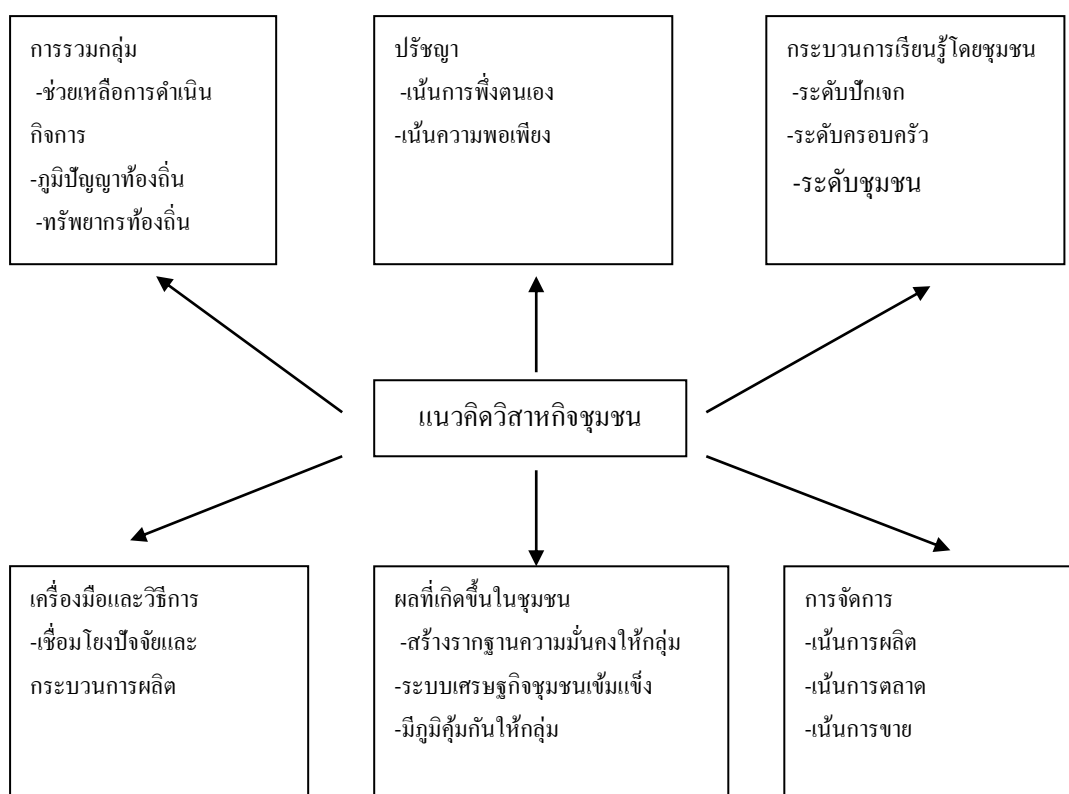 การรวมกลุ่ม
-ช่วยเหลือการดำเนิน
กิจการ
-ภูมิปัญญาท้องถิ่น
-ทรัพยากรท้องถิ่น
ปรัชญา
-เน้นการพึ่งตนเอง
-เน้นความพอเพียง
กระบวนการเรียนรู้โดยชุมชน
-ระดับปักเจก
-ระดับครอบครัว
-ระดับชุมชน
แนวคิดวิสาหกิจชุมชน
เครื่องมือและวิธีการ
-เชื่อมโยงปัจจัยและ
กระบวนการผลิต
ผลที่เกิดขึ้นในชุมชน
-สร้างรากฐานความมั่นคงให้กลุ่ม
-ระบบเศรษฐกิจชุมชนเข้มแข็ง
-มีภูมิคุ้มกันให้กลุ่ม
การจัดการ
-เน้นการผลิต
-เน้นการตลาด
-เน้นการขาย